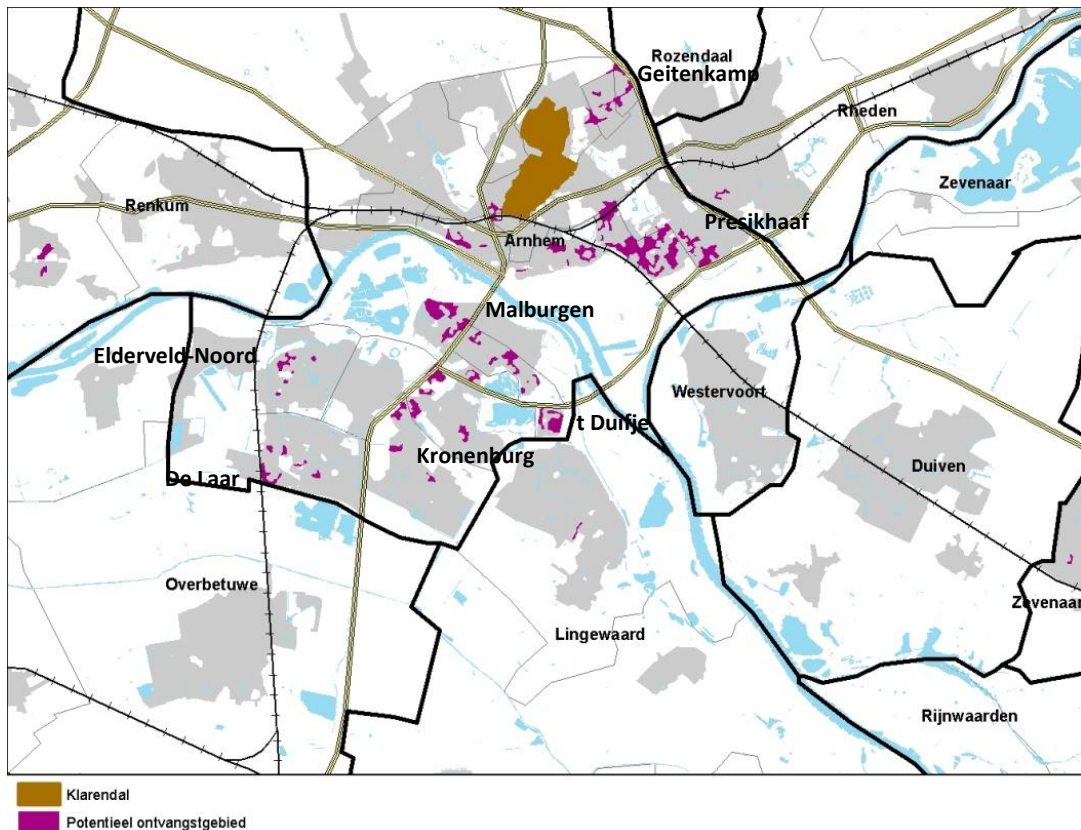 Rozendaal
Geitenkamp
Rheden
Zevenaar
Renkum
Presikhaaf
Arnhem
Malburgen
Elderveld-Noord
Westervoort
t Duifje
Kronenburg
Duiven
De Laar
Overbetuwe
Zevenaar
Lingewaard
Rijnwaarden
Klarendal
Potentieel ontvangstgebied